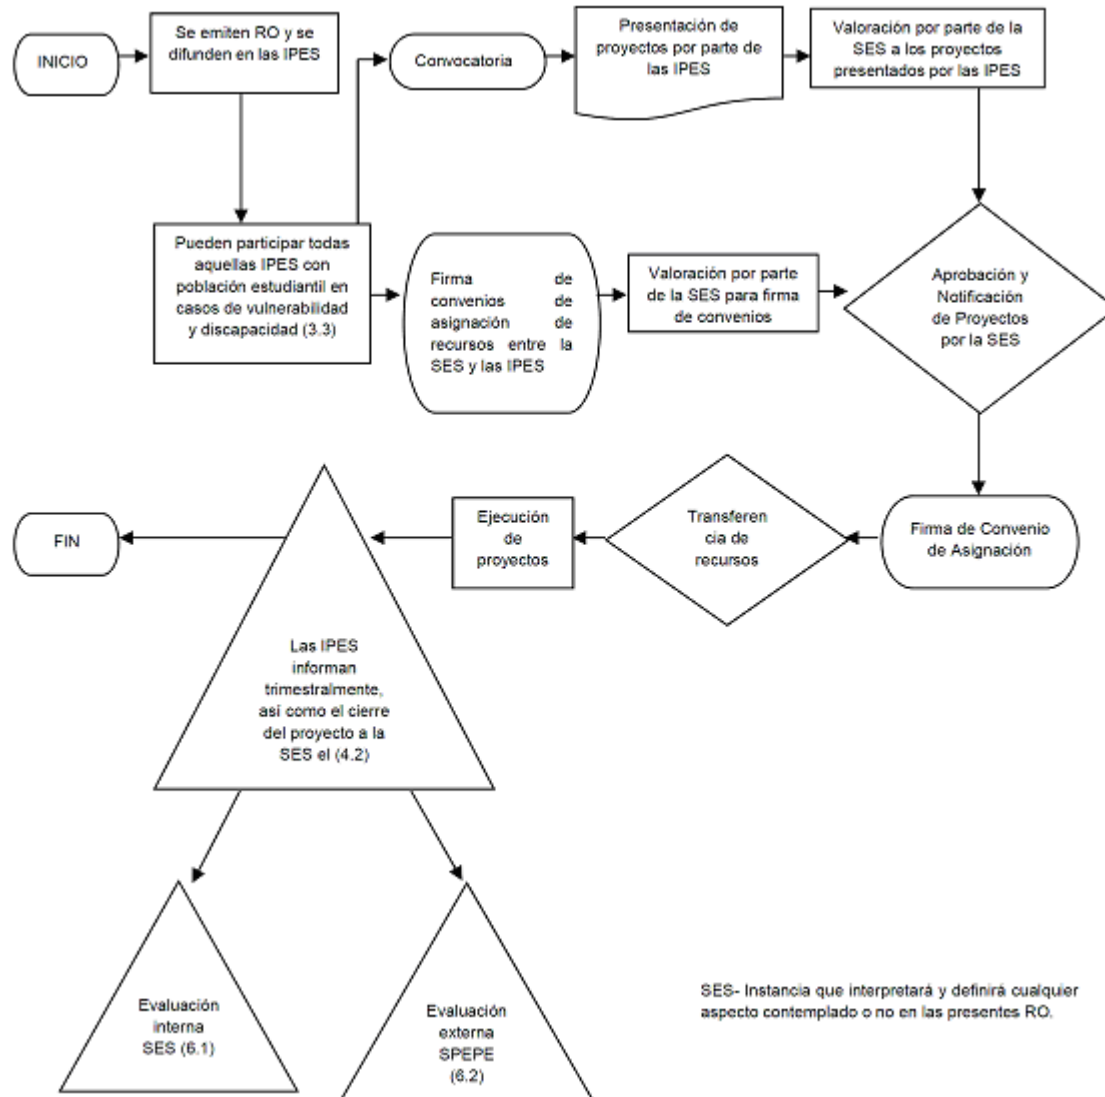 INICIO
Se emiten RO y se
difunden en las IPES
Convocatoria
Presentación de
proyectos por parte de
las IPES
Valoración por parte de la
SES a los proyectos
presentados por las IPES
Pueden participar todas
aquellas IPES con
población estudiantil en
casos de vulnerabilidad
y discapacidad (3.3)
Firma de
convenios de
asignación de
recursos entre la
SES y las IPES
Valoración por parte
de la SES para firma
de convenios
Aprobación y
Notificación
de Proyectos
por la SES
FIN
Ejecución
de
proyectos
Transferen
cia de
recursos
Firma de Convenio
de Asignación
Las IPES
informan
trimestralmente,
así como el cierre
del proyecto a la
SES el (4.2)
Evaluación
interna
SES (6.1)
Evaluación
externa
SPEPE
(6.2)
SES- Instancia que interpretará y definirá cualquier
aspecto contemplado o no en las presentes RO.